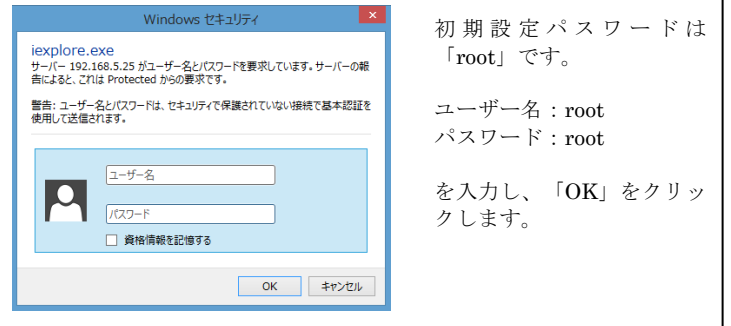 Windows セキュリティ
iexplore.exe
サーバー 192.168.5.25 がユーザー名とパスワードを要求しています。サーバーの報
告によると、これは Protected からの要求です。
警告: ユーザー名とパスワードは、セキュリティで保護されていない接続で基本認証を
使用して送信されます。
ユーザー名
パスワード
資格情報を記憶する
OK
キャンセル
初期設定パスワードは
「root」です。
ユーザー名：root
パスワード：root
を入力し、「OK」をクリッ
クします。